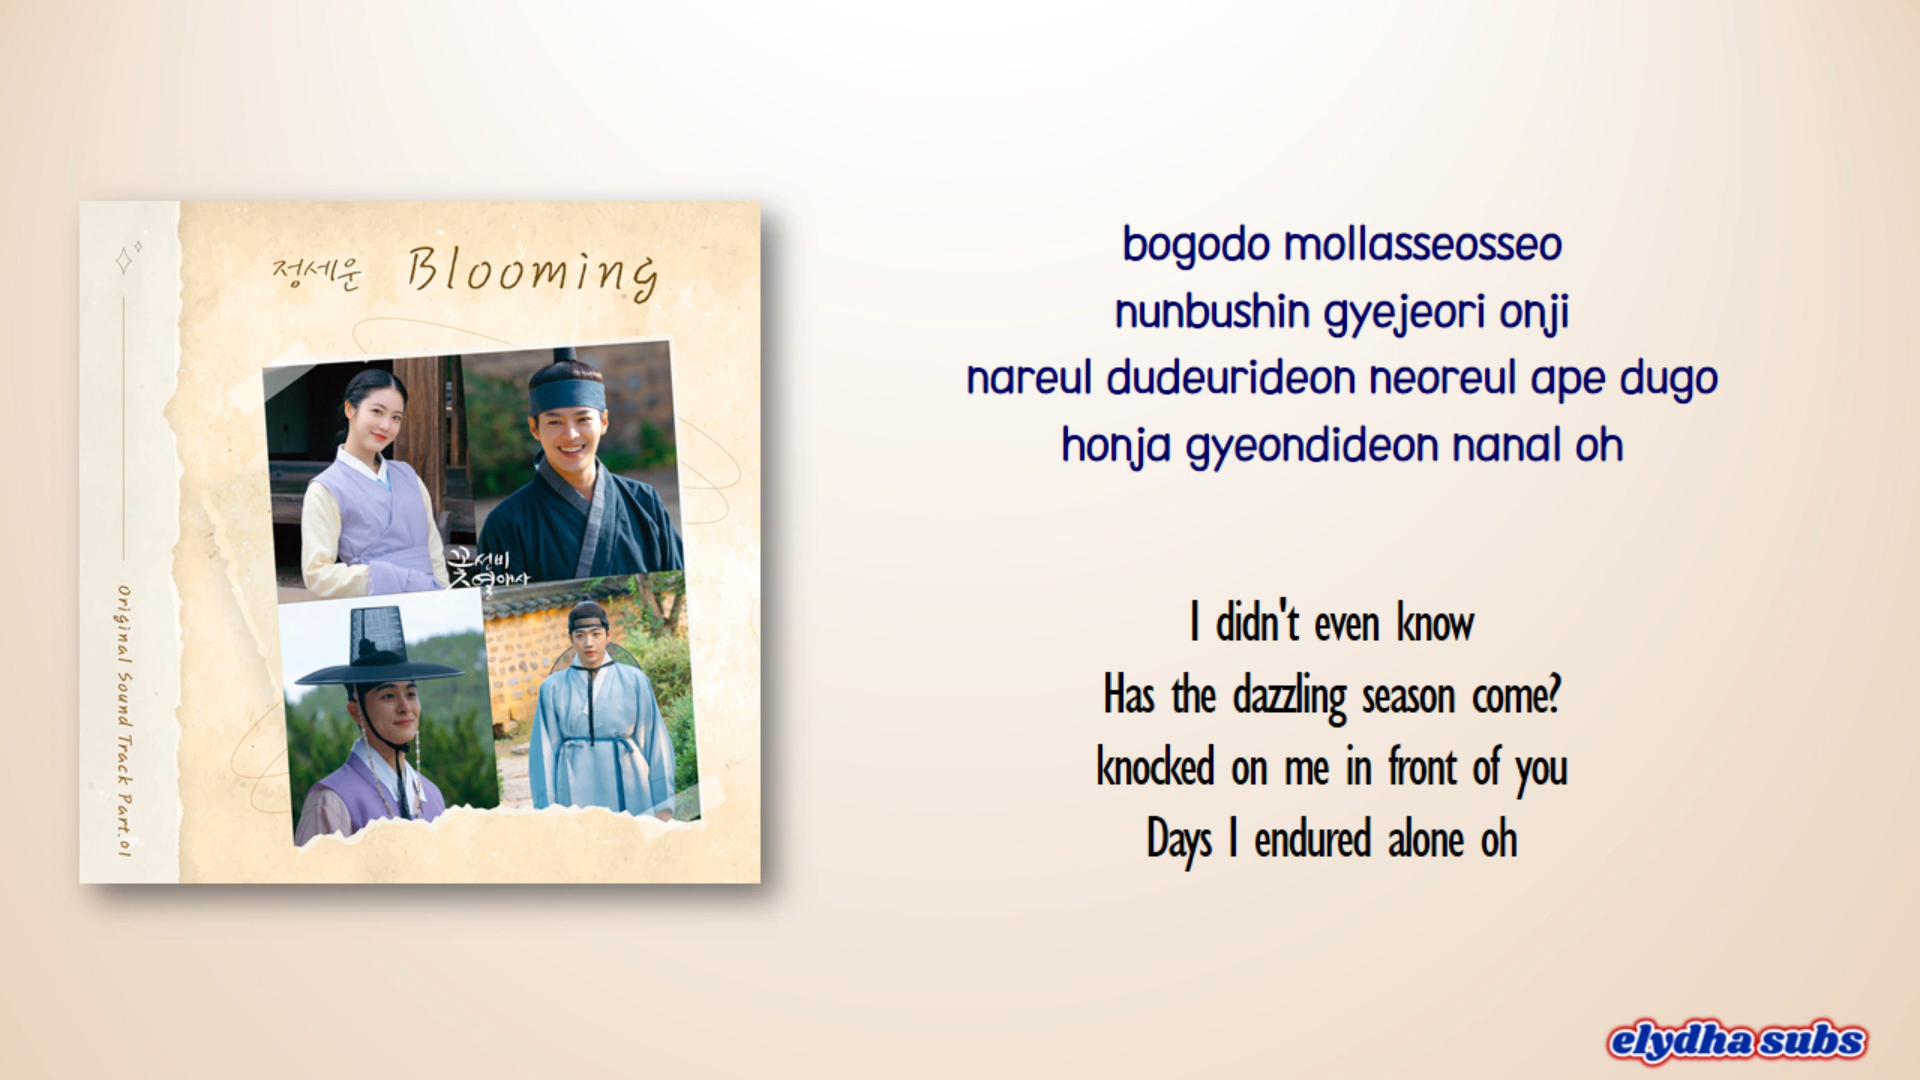 정세운 Blooming
Original Sound Track Part.01
꽃선비
열애사
bogodo mollasseosseo
nunbushin gyejeori onji
nareul dudeurideon neoreul ape dugo
honja gyeondideon nanal oh
I didn't even know
Has the dazzling season come?
knocked on me in front of you
Days I endured alone oh
elydha subs